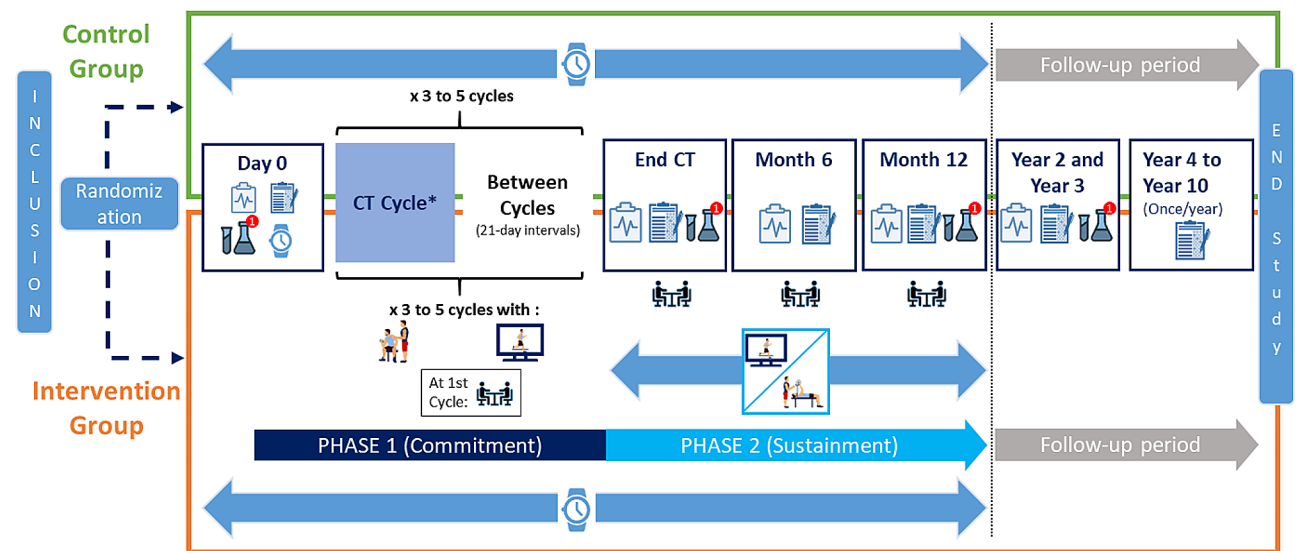 Control
Group
INCLUSION
Randomiz
ation
Intervention
Group
Follow-up period
x 3 to 5 cycles
Day 0
1
CT Cycle*
Between
Cycles
(21-day intervals)
End CT
1
Month 6
Month 12
1
Year 2 and
Year 3
1
Year 4 to
Year 10
(Once/year)
x 3 to 5 cycles with :
At 1st
Cycle:
PHASE 1 (Commitment)
PHASE 2 (Sustainment)
Follow-up period
END Study